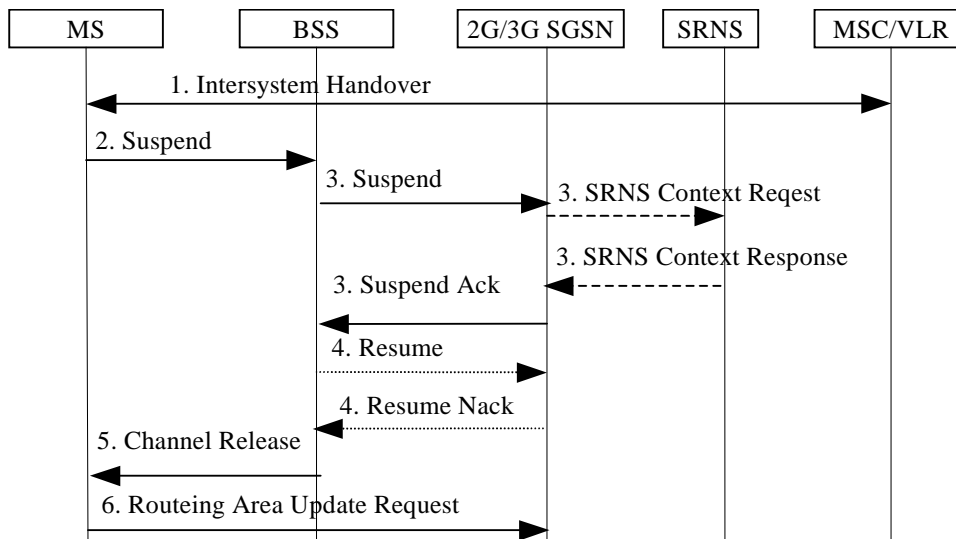 MS
BSS
2G/3G SGSN
SRNS
MSC/VLR
1. Intersystem Handover
2. Suspend
3. Suspend
3. SRNS Context Reqest
3. SRNS Context Response
3. Suspend Ack
4. Resume
4. Resume Nack
5. Channel Release
6. Routeing Area Update Request